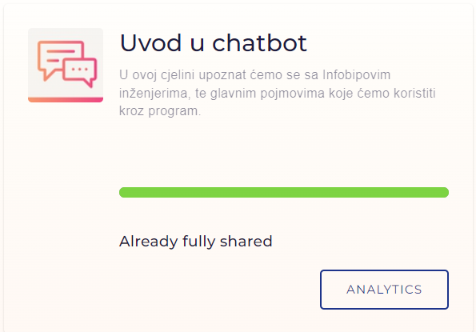 Uvod u chatbot
U ovoj cjelini upoznat ćemo se sa Infobipovim
inženjerima, te glavnim pojmovima koje ćemo koristiti
kroz program.
Already fully shared
ANALYTICS